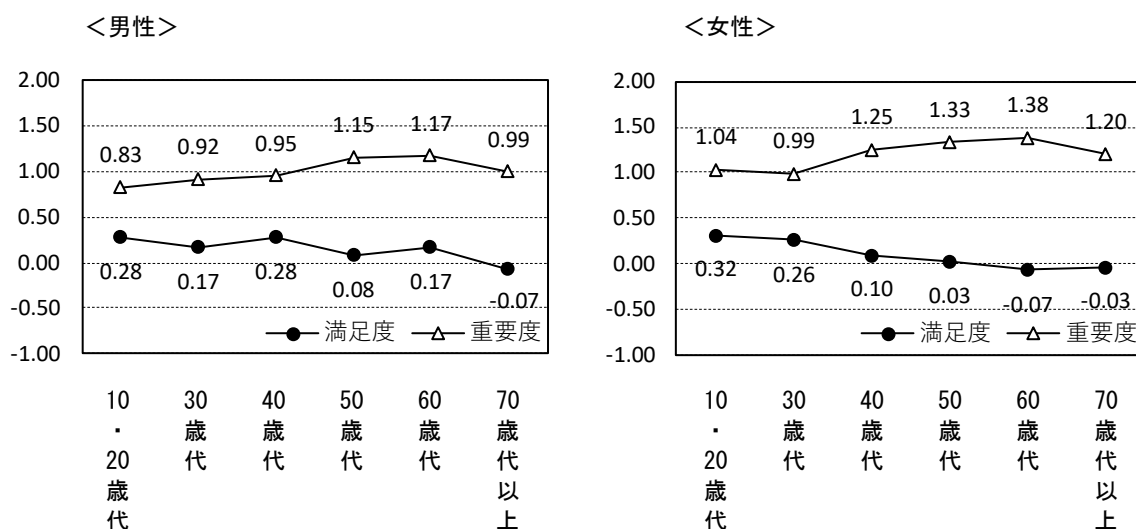 ＜男性＞
2.00
1.50
1.00
0.50
0.00
-0.50
-1.00
0.83 0.92 0.95 1.15 1.17 0.99
0.28 0.17 0.28 0.08 0.17 -0.07
満足度 重要度
10・20歳代
30歳代
40歳代
50歳代
60歳代
70歳代以上
＜女性＞
2.00
1.50
1.00
0.50
0.00
-0.50
-1.00
1.04 0.99 1.25 1.33 1.38 1.20
0.32 0.26 0.10 0.03 -0.07 -0.03
満足度 重要度
10・20歳代
30歳代
40歳代
50歳代
60歳代
70歳代以上